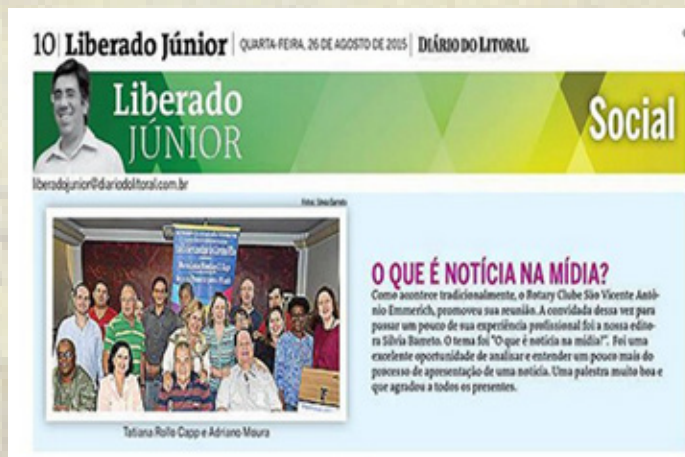 10 | Liberado Júnior | QUARTA-FEIRA, 26 DE AGOSTO DE 2015 | DIÁRIO DO LITORAL
Liberado
JÚNIOR
Social
liberadojunior@diariodolitoral.com.br
Fotos: Silvia Barreto
O QUE É NOTÍCIA NA MÍDIA?
Como acontece tradicionalmente, o Rotary Clube São Vicente Antô-
nio Emmerich, promoveu sua reunião. A convidada dessa vez para
passar um pouco de sua experiência profissional foi a nossa edito-
ra Silvia Barreto. O tema foi "O que é notícia na mídia?". Foi uma
excelente oportunidade de analisar e entender um pouco mais do
processo de apresentação de uma notícia. Uma palestra muito boa e
que agradou a todos os presentes.
Tatiana Rollo Capp e Adriano Moura